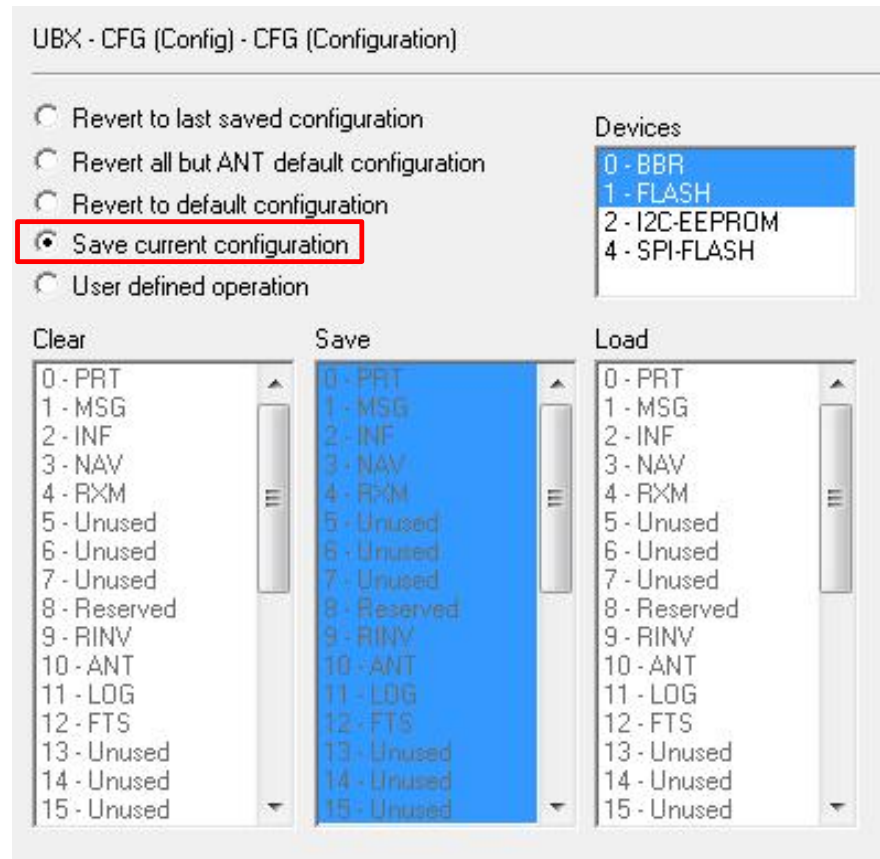 UBX - CFG (Config) - CFG (Configuration)
Revert to last saved configuration
Revert all but ANT default configuration
Revert to default configuration
Save current configuration
User defined operation
Devices
0 - BBR
1 - FLASH
2 - I2C-EEPROM
4 - SPI-FLASH
Clear
0 - PRT
1 - MSG
2 - INF
3 - NAV
4 - RXM
5 - Unused
6 - Unused
7 - Unused
8 - Reserved
9 - RINV
10 - ANT
11 - LOG
12 - FTS
13 - Unused
14 - Unused
15 - Unused
Save
0 - PRT
1 - MSG
2 - INF
3 - NAV
4 - RXM
5 - Unused
6 - Unused
7 - Unused
8 - Reserved
9 - RINV
10 - ANT
11 - LOG
12 - FTS
13 - Unused
14 - Unused
15 - Unused
Load
0 - PRT
1 - MSG
2 - INF
3 - NAV
4 - RXM
5 - Unused
6 - Unused
7 - Unused
8 - Reserved
9 - RINV
10 - ANT
11 - LOG
12 - FTS
13 - Unused
14 - Unused
15 - Unused